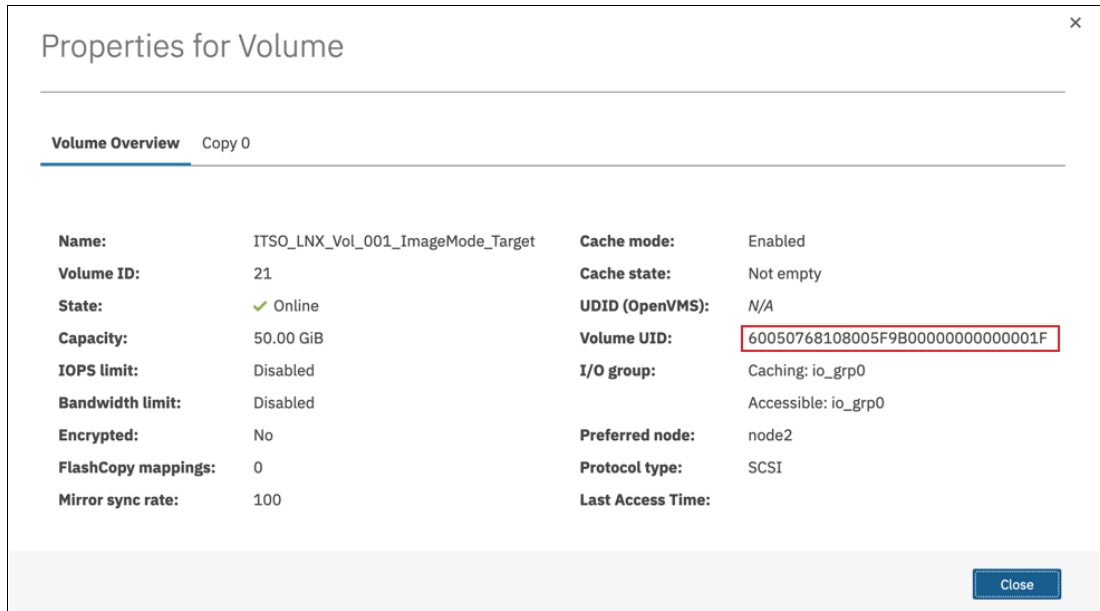 ×
Properties for Volume
Volume Overview Copy 0
Name: ITSO_LNX_Vol_001_ImageMode_Target Cache mode: Enabled
Volume ID: 21 Cache state: Not empty
State: Online UDID (OpenVMS): N/A
Capacity: 50.00 GiB Volume UID: 60050768108005F9B00000000000001F
IOPS limit: Disabled I/O group: Caching: io_grp0
Bandwidth limit: Disabled Accessible: io_grp0
Encrypted: No Preferred node: node2
FlashCopy mappings: 0 Protocol type: SCSI
Mirror sync rate: 100 Last Access Time:
Close